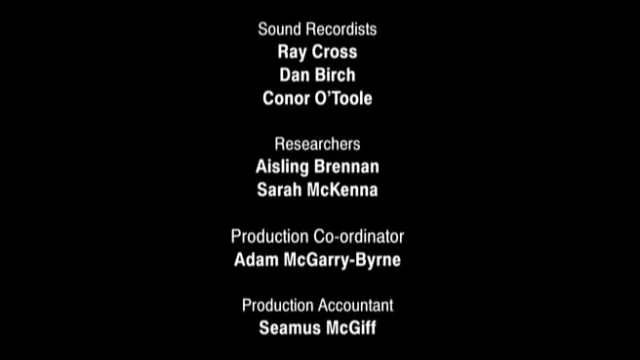 Sound Recordists
Ray Cross
Dan Birch
Conor O'Toole
Researchers
Aisling Brennan
Sarah McKenna
Production Co-ordinator
Adam McGarry-Byrne
Production Accountant
Seamus McGiff